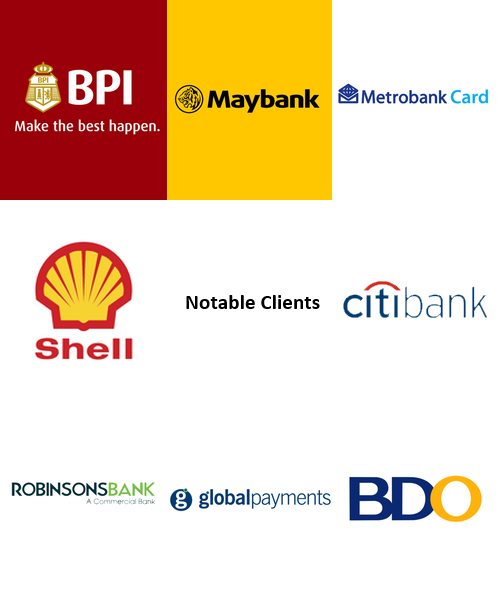 BPI
BPI
Make the best happen.
Maybank
Metrobank Card
Shell
Notable Clients
citibank
ROBINSONSBANK
A Commercial Bank
g globalpayments
BDO